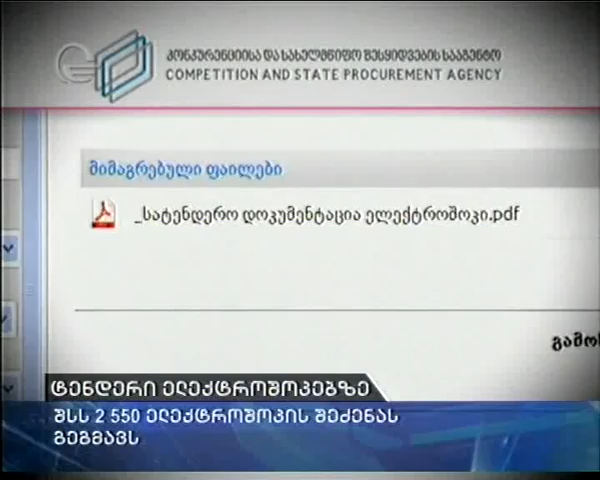 კონკურენციისა და სახელმწიფო შესყიდვების სააგენტო
COMPETITION AND STATE PROCUREMENT AGENCY
მიმაგრებული ფაილები
_სატენდერო დოკუმენტაცია ელექტროშოკი.pdf
ტენდერი ელექტროშოკებზე
შსს 2 550 ელექტროშოკის შეძენას
გეგმავს